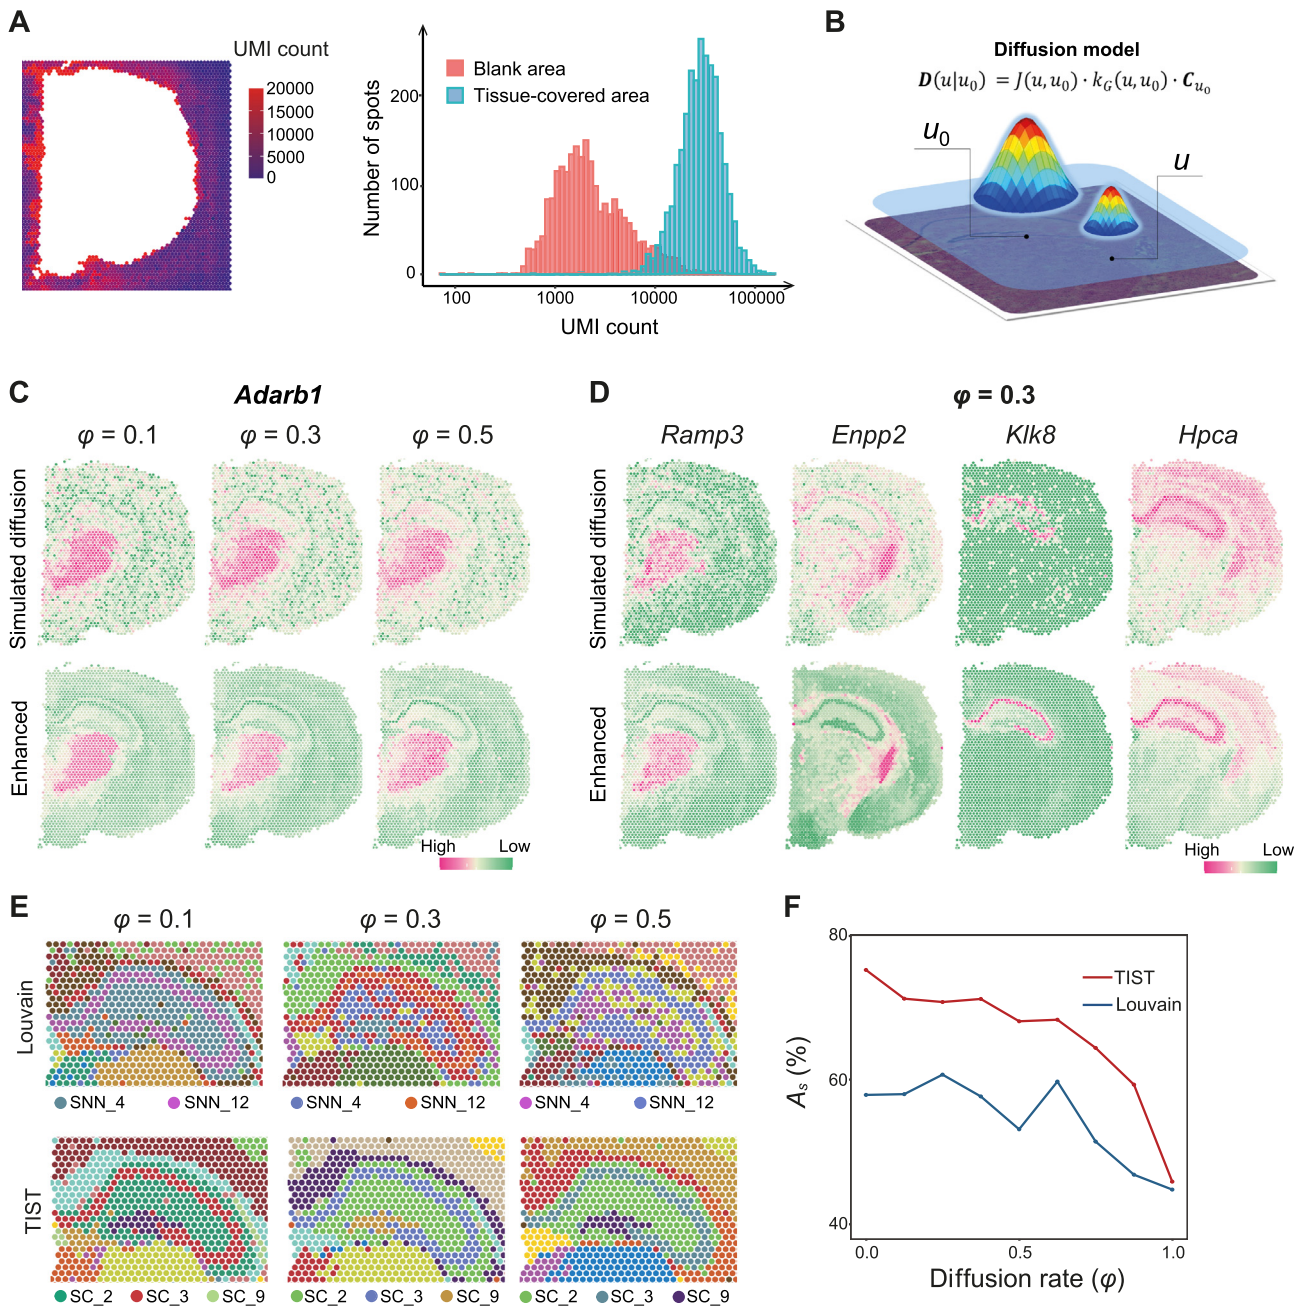 A
UMI count
20000
15000
10000
5000
0
Number of spots
200
100
0
Blank area
Tissue-covered area
100
1000
10000
100000
UMI count
B
Diffusion model
D(u|u₀) = J(u, u₀) · k_G(u, u₀) · C_u₀
u₀
u
C
Adarb1
φ = 0.1
φ = 0.3
φ = 0.5
Simulated diffusion
Enhanced
High
Low
D
φ = 0.3
Ramp3
Enpp2
Klk8
Hpca
Simulated diffusion
Enhanced
High
Low
E
φ = 0.1
φ = 0.3
φ = 0.5
Louvain
SNN_4
SNN_12
SNN_4
SNN_12
SNN_4
SNN_12
TIST
SC_2
SC_3
SC_9
SC_2
SC_3
SC_9
SC_2
SC_3
SC_9
F
80
60
40
Aₛ (%)
TIST
Louvain
0.0
0.5
1.0
Diffusion rate (φ)